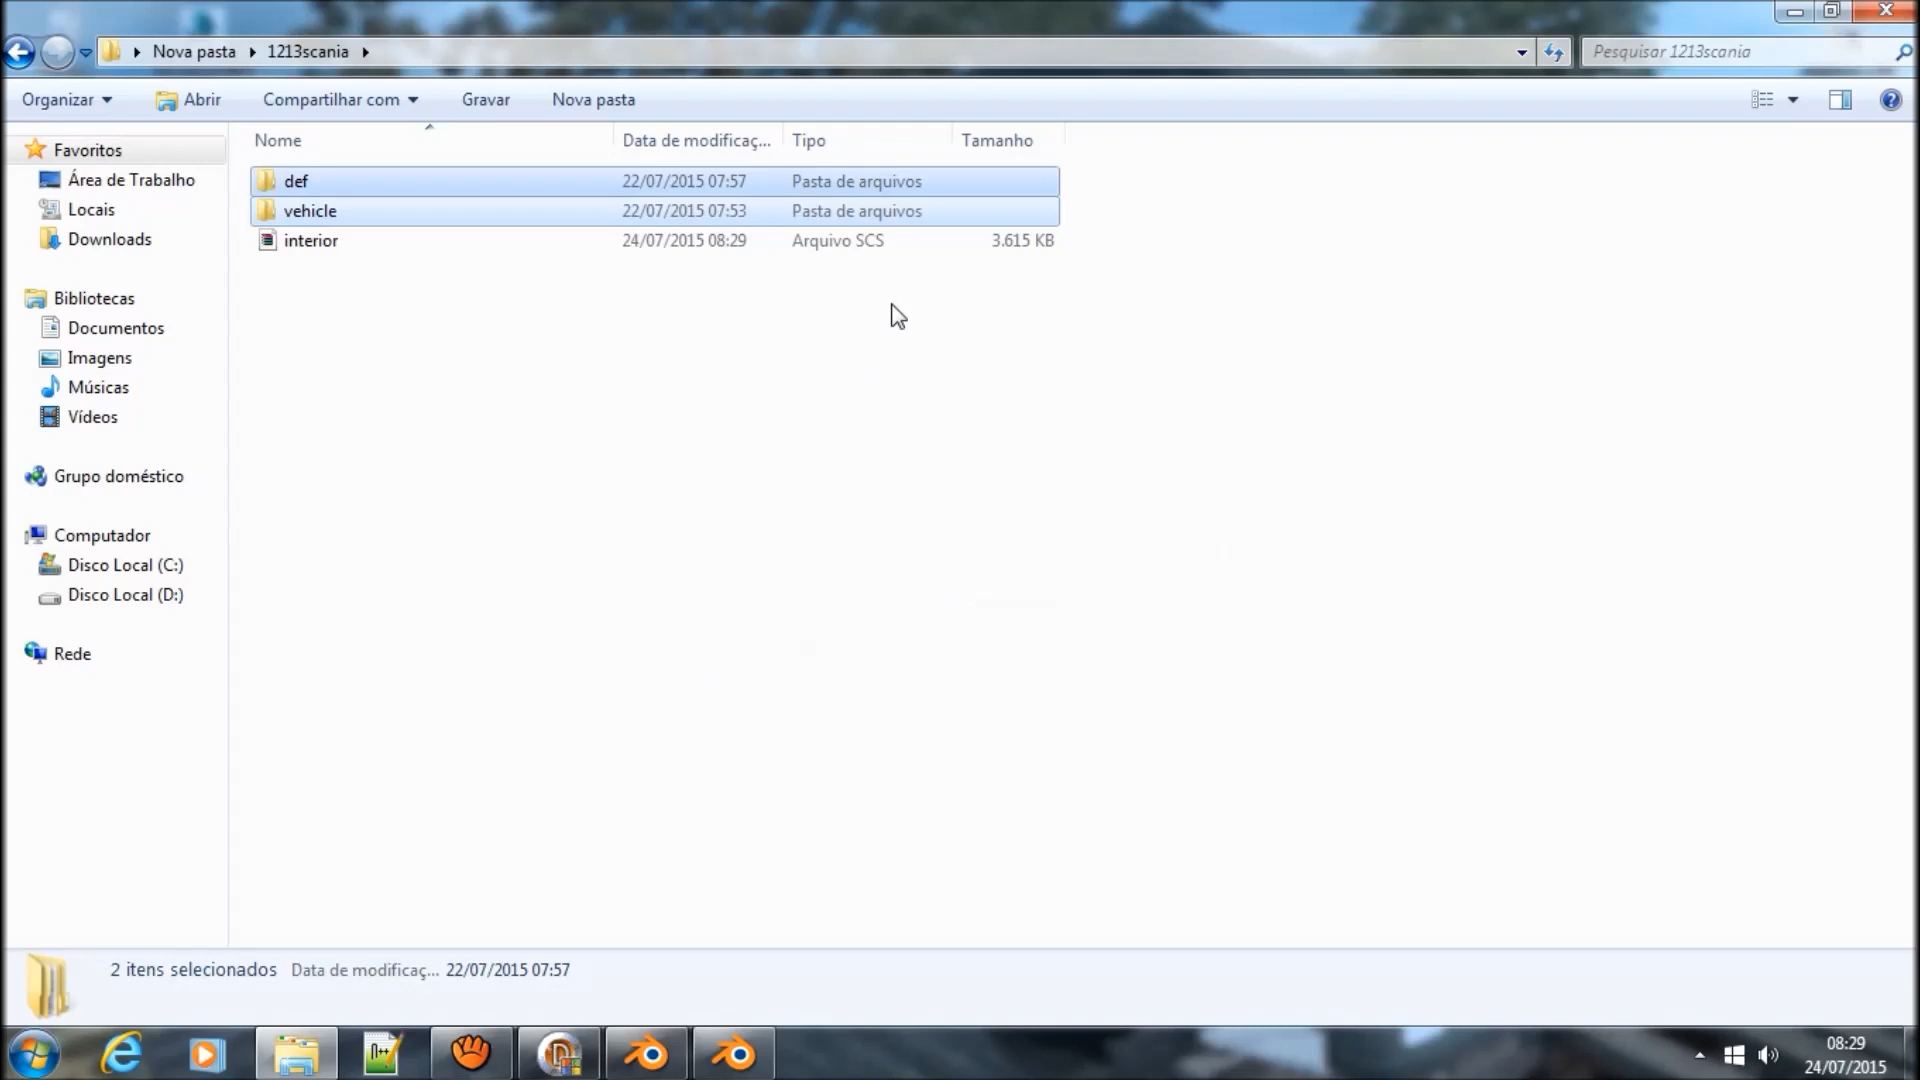 Nova pasta 1213scania Pesquisar 1213scania
Organizar Abrir Compartilhar com Gravar Nova pasta
Nome Data de modificaç... Tipo Tamanho
def 22/07/2015 07:57 Pasta de arquivos
vehicle 22/07/2015 07:53 Pasta de arquivos
interior 24/07/2015 08:29 Arquivo SCS 3.615 KB
Favoritos
Área de Trabalho
Locais
Downloads
Bibliotecas
Documentos
Imagens
Músicas
Vídeos
Grupo doméstico
Computador
Disco Local (C:)
Disco Local (D:)
Rede
2 itens selecionados Data de modificaç... 22/07/2015 07:57
08:29
24/07/2015